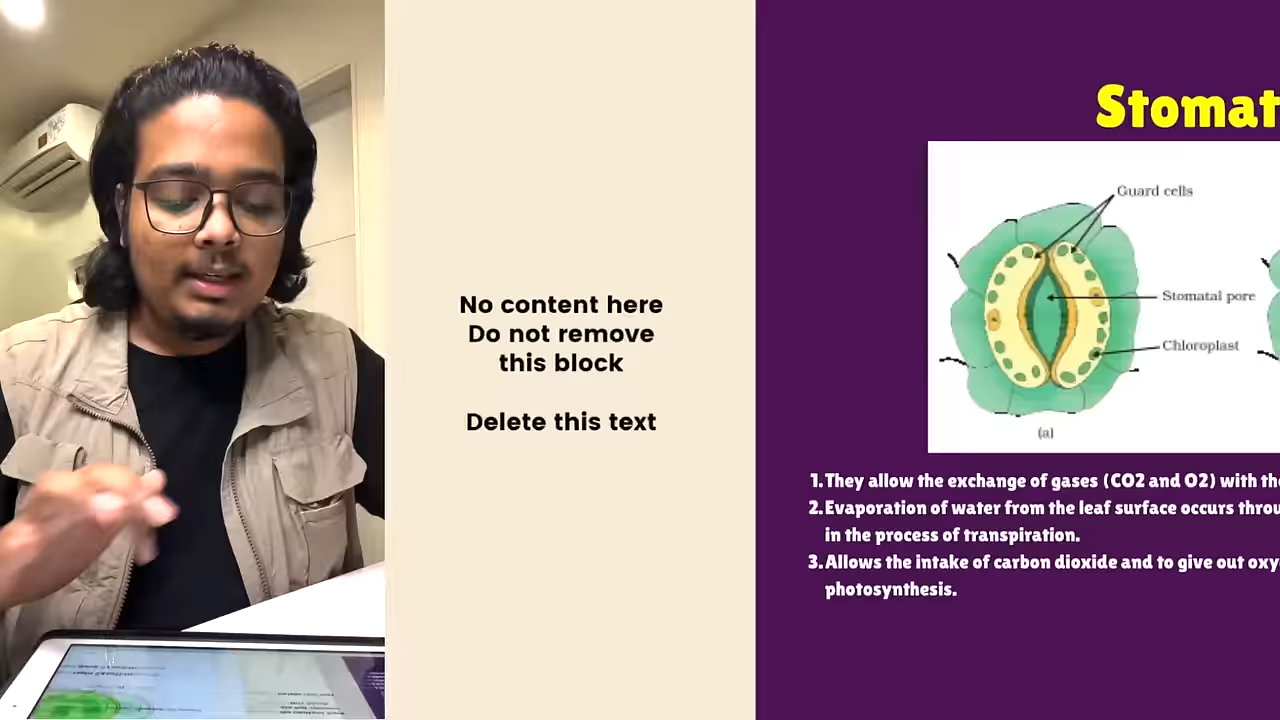 No content here
Do not remove
this block
Delete this text
Stomat
Guard cells
Stomatal pore
Chloroplast
(a)
1. They allow the exchange of gases (CO2 and O2) with the
2. Evaporation of water from the leaf surface occurs throu
in the process of transpiration.
3. Allows the intake of carbon dioxide and to give out oxy
photosynthesis.